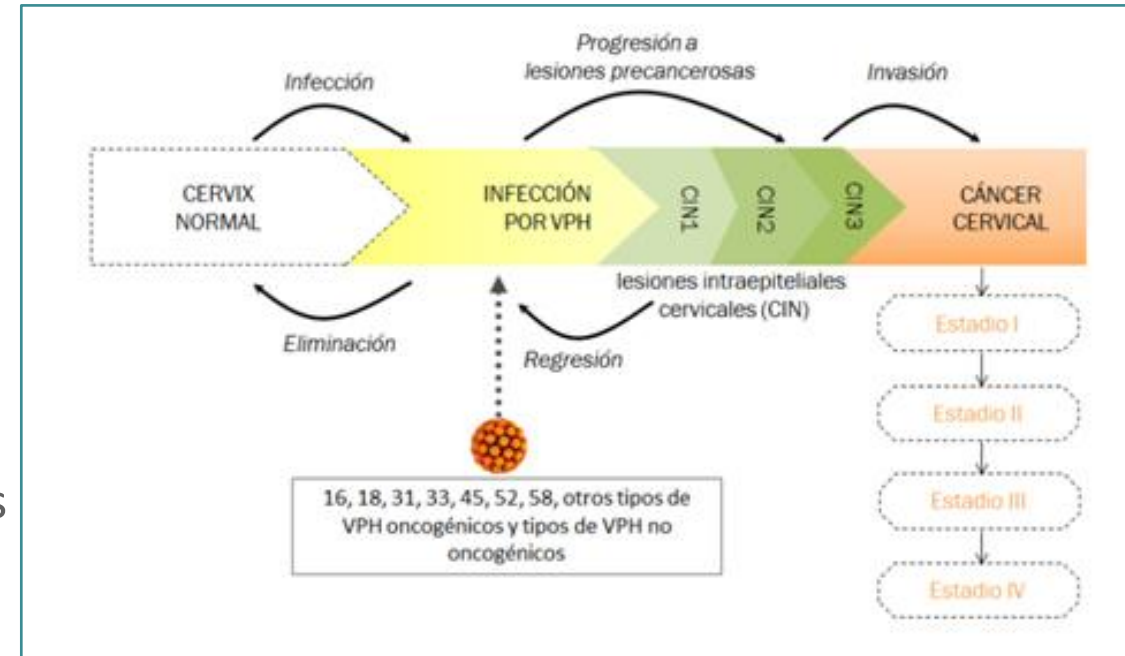 Infección
Progresión a
lesiones precancerosas
Invasión
CERVIX
NORMAL
INFECCIÓN
POR VPH
CIN1
CIN2
CIN3
CÁNCER
CERVICAL
lesiones intraepiteliales
cervicales (CIN)
Eliminación
Regresión
16, 18, 31, 33, 45, 52, 58, otros tipos de
VPH oncogénicos y tipos de VPH no
oncogénicos
Estadio I
Estadio II
Estadio III
Estadio IV
s